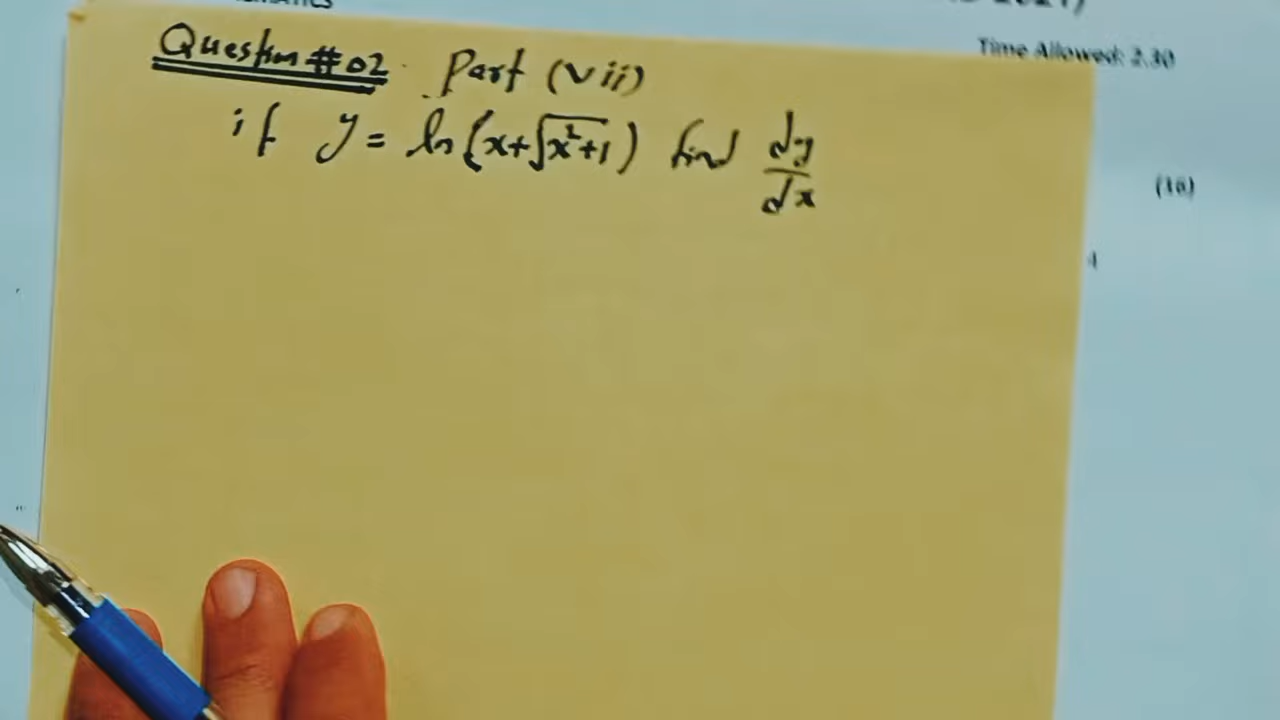 Time Allowed: 2.30
Question #02. Part (vii)
if y = ln(x+√x²+1) find dy/dx
(16)